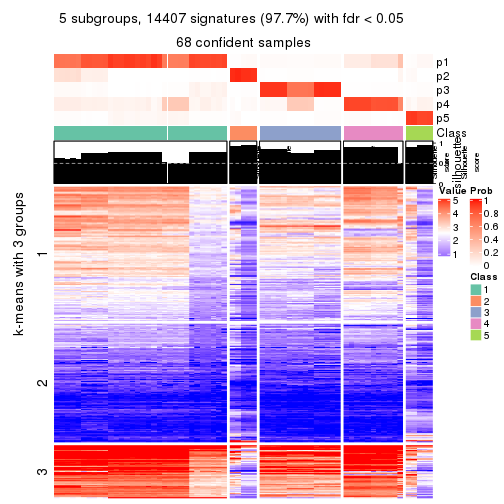 5 subgroups, 14407 signatures (97.7%) with fdr < 0.05
68 confident samples
p1
p2
p3
p4
p5
Class
1
0
silhouette
score
Value
5
4
3
2
1
Prob
1
0.8
0.6
0.4
0.2
0
Class
1
2
3
4
5
k-means with 3 groups
1
2
3